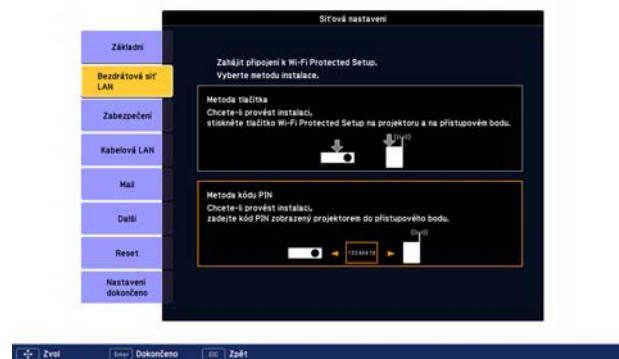 Síťová nastavení
Základní
Bezdrátová síť
LAN
Zabezpečení
Kabelová LAN
Mail
Další
Reset
Nastavení
dokončeno
Zahájit připojení k Wi-Fi Protected Setup.
Vyberte metodu instalace.
Metoda tlačítka
Chcete-li provést instalaci,
stiskněte tlačítko Wi-Fi Protected Setup na projektoru a na přístupovém bodu.
Metoda kódu PIN
Chcete-li provést instalaci,
zadejte kód PIN zobrazený projektorem do přístupového bodu.
12345678
Zvol
Enter Dokončeno
ESC Zpět